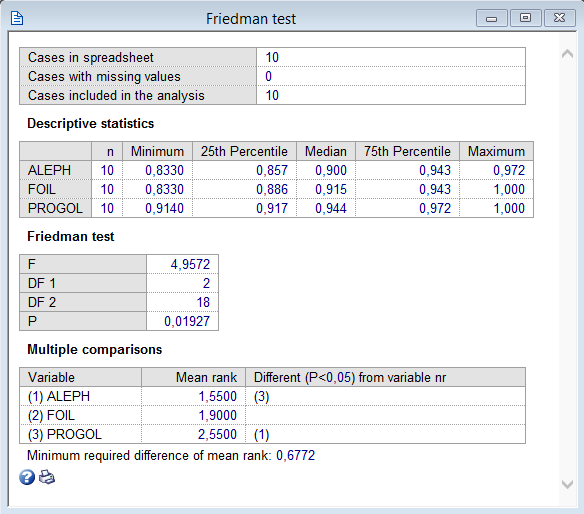 Friedman test
Cases in spreadsheet 10
Cases with missing values 0
Cases included in the analysis 10
Descriptive statistics
n Minimum 25th Percentile Median 75th Percentile Maximum
ALEPH 10 0,8330 0,857 0,900 0,943 0,972
FOIL 10 0,8330 0,886 0,915 0,943 1,000
PROGOL 10 0,9140 0,917 0,944 0,972 1,000
Friedman test
F 4,9572
DF 1 2
DF 2 18
P 0,01927
Multiple comparisons
Variable Mean rank Different (P<0,05) from variable nr
(1) ALEPH 1,5500 (3)
(2) FOIL 1,9000
(3) PROGOL 2,5500 (1)
Minimum required difference of mean rank: 0,6772